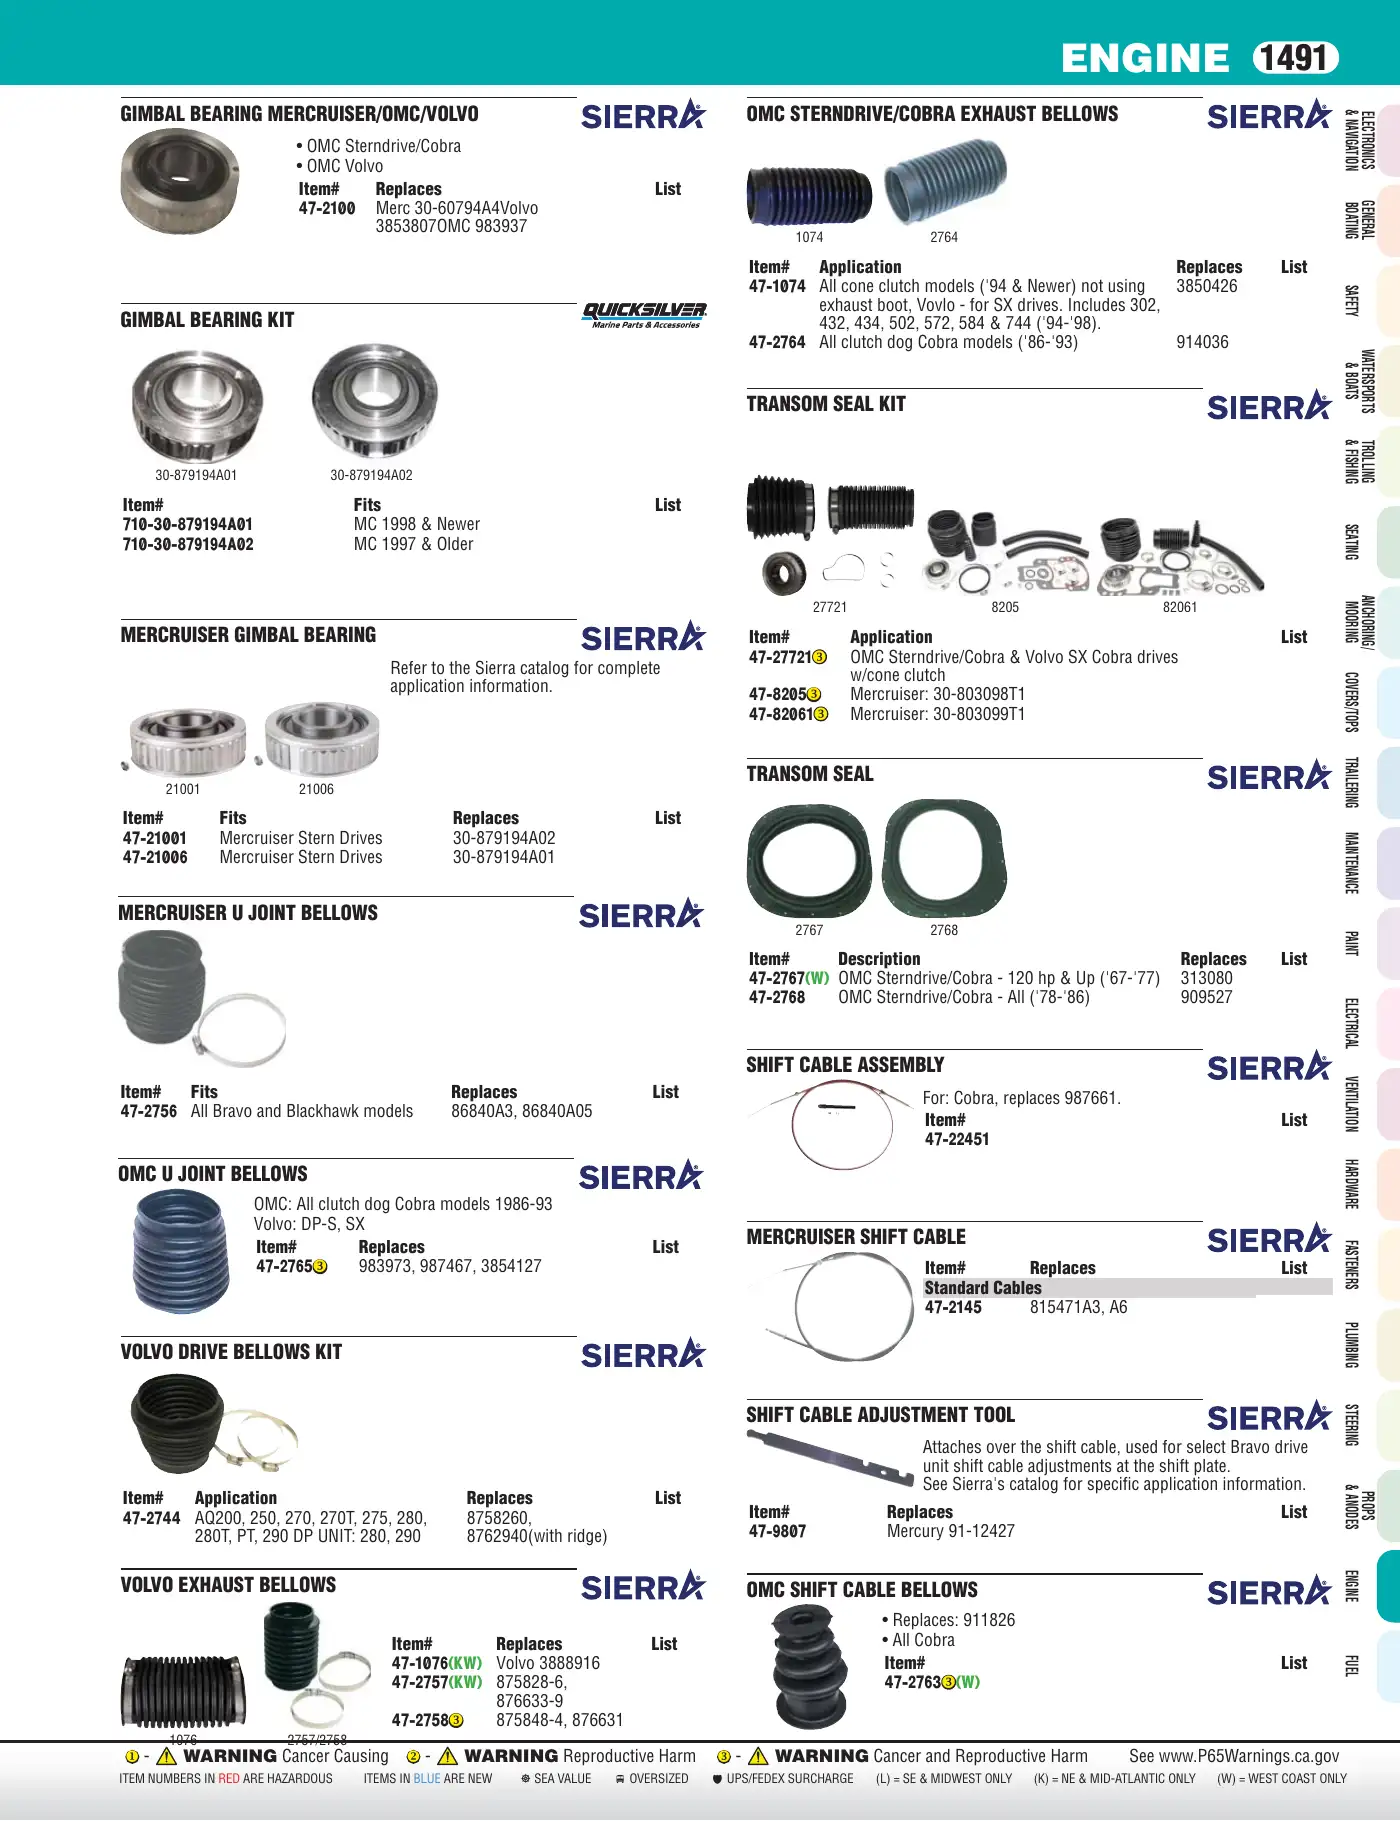 ENGINE 1491
GIMBAL BEARING MERCRUISER/OMC/VOLVO
SIERRA
• OMC Sterndrive/Cobra
• OMC Volvo
Item# Replaces List
47-2100 Merc 30-60794A4Volvo
3853807OMC 983937
GIMBAL BEARING KIT
QUICKSILVER
Marine Parts & Accessories
30-879194A01 30-879194A02
Item# Fits List
710-30-879194A01 MC 1998 & Newer
710-30-879194A02 MC 1997 & Older
MERCRUISER GIMBAL BEARING
SIERRA
Refer to the Sierra catalog for complete
application information.
21001 21006
Item# Fits Replaces List
47-21001 Mercruiser Stern Drives 30-879194A02
47-21006 Mercruiser Stern Drives 30-879194A01
MERCRUISER U JOINT BELLOWS
SIERRA
Item# Fits Replaces List
47-2756 All Bravo and Blackhawk models 86840A3, 86840A05
OMC U JOINT BELLOWS
SIERRA
OMC: All clutch dog Cobra models 1986-93
Volvo: DP-S, SX
Item# Replaces List
47-2765 3 983973, 987467, 3854127
VOLVO DRIVE BELLOWS KIT
SIERRA
Item# Application Replaces List
47-2744 AQ200, 250, 270, 270T, 275, 280, 8758260,
280T, PT, 290 DP UNIT: 280, 290 8762940(with ridge)
VOLVO EXHAUST BELLOWS
SIERRA
Item# Replaces List
47-1076(KW) Volvo 3888916
47-2757(KW) 875828-6,
876633-9
47-2758 3 875848-4, 876631
1076 2757/2758
OMC STERNDRIVE/COBRA EXHAUST BELLOWS
SIERRA
1074 2764
Item# Application Replaces List
47-1074 All cone clutch models ('94 & Newer) not using 3850426
exhaust boot, Vovlo - for SX drives. Includes 302,
432, 434, 502, 572, 584 & 744 ('94-'98).
47-2764 All clutch dog Cobra models ('86-'93) 914036
TRANSOM SEAL KIT
SIERRA
27721 8205 82061
Item# Application List
47-27721 3 OMC Sterndrive/Cobra & Volvo SX Cobra drives
w/cone clutch
47-8205 3 Mercruiser: 30-803098T1
47-82061 3 Mercruiser: 30-803099T1
TRANSOM SEAL
SIERRA
2767 2768
Item# Description Replaces List
47-2767(W) OMC Sterndrive/Cobra - 120 hp & Up ('67-'77) 313080
47-2768 OMC Sterndrive/Cobra - All ('78-'86) 909527
SHIFT CABLE ASSEMBLY
SIERRA
For: Cobra, replaces 987661.
Item# List
47-22451
MERCRUISER SHIFT CABLE
SIERRA
Item# Replaces List
Standard Cables
47-2145 815471A3, A6
SHIFT CABLE ADJUSTMENT TOOL
SIERRA
Attaches over the shift cable, used for select Bravo drive
unit shift cable adjustments at the shift plate.
See Sierra's catalog for specific application information.
Item# Replaces List
47-9807 Mercury 91-12427
OMC SHIFT CABLE BELLOWS
SIERRA
• Replaces: 911826
• All Cobra
Item# List
47-2763 3 (W)
ELECTRONICS
& NAVIGATION
GENERAL
BOATING
SAFETY
WATERSPORTS
& BOATS
TROLLING
& FISHING
SEATING
ANCHORING/
MOORING
COVERS/TOPS
TRAILERING
MAINTENANCE
PAINT
ELECTRICAL
VENTILATION
HARDWARE
FASTENERS
PLUMBING
STEERING
PROPS
& ANODES
ENGINE
FUEL
1 - WARNING Cancer Causing 2 - WARNING Reproductive Harm 3 - WARNING Cancer and Reproductive Harm See www.P65Warnings.ca.gov
ITEM NUMBERS IN RED ARE HAZARDOUS ITEMS IN BLUE ARE NEW SEA VALUE OVERSIZED UPS/FEDEX SURCHARGE (L) = SE & MIDWEST ONLY (K) = NE & MID-ATLANTIC ONLY (W) = WEST COAST ONLY